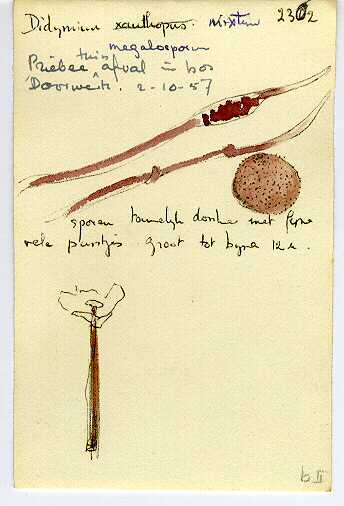 Didymium xanthopus. 2302
megalosporum
Priebee tuin afval in bos
Doorwerth. 2-10-57
sporen tamelijk donker met fijne
vele puntjes. groot tot bijna 12 µ.
b II